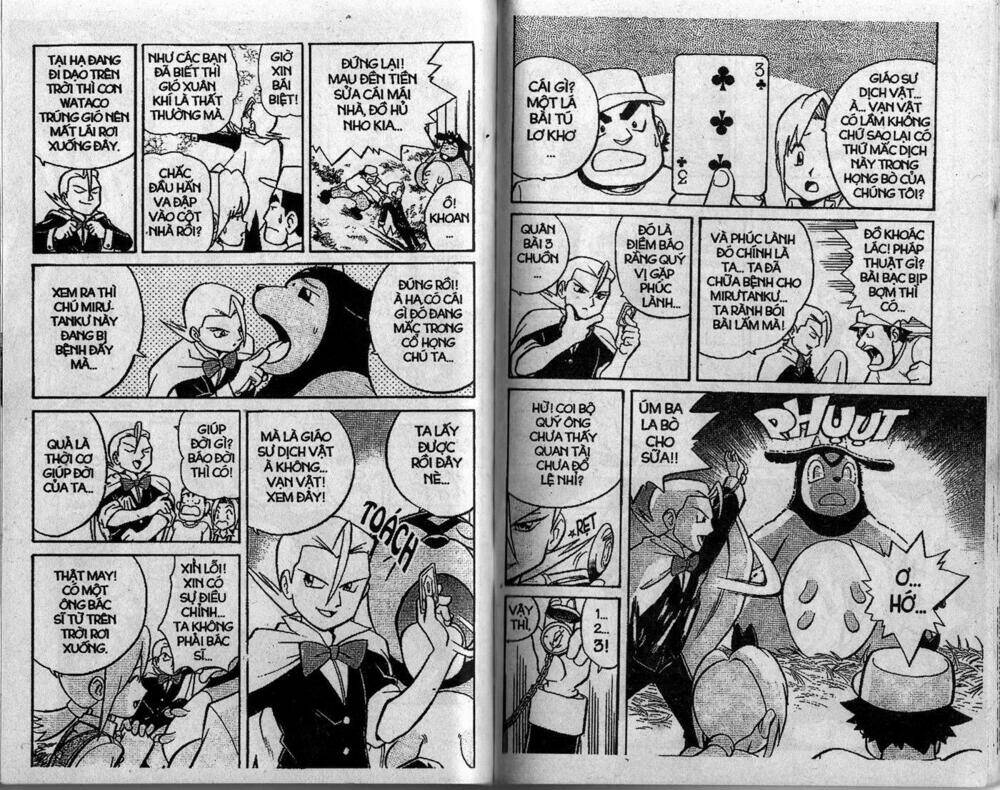 TẠI HẠ ĐANG
ĐI DẠO TRÊN
TRỜI THÌ CON
WATACO
TRÚNG GIÓ NÊN
MẤT LÁI RƠI
XUỐNG ĐÂY.
NHƯ CÁC BẠN
ĐÃ BIẾT THÌ
GIÓ XUÂN
KHÍ LÀ THẤT
THƯỜNG MÀ.
GIỜ
XIN
BÁI
BIỆT!
CHẮC
ĐẦU HẮN
VA ĐẬP
VÀO CỘT
NHÀ RỒI?
ĐỨNG LẠI!
MAU ĐỀN TIỀN
SỬA CÁI MÁI
NHÀ, ĐỒ HỦ
NHO KIA...
Ồ!
KHOAN
...
XEM RA THÌ
CHÚ MIRU-
TANKU NÀY
ĐANG BỊ
BỆNH ĐẤY
MÀ...
ĐÚNG RỒI!
À HẠ, CÓ CÁI
GÌ ĐÓ ĐANG
MẮC TRONG
CỔ HỌNG
CHÚ TA...
QUẢ LÀ
THỜI CƠ
GIÚP ĐỜI
CỦA TA...
GIÚP
ĐỜI GÌ?
BÁO ĐỜI
THÌ CÓ!
THẬT MAY!
CÓ MỘT
ÔNG BÁC
SĨ TỪ TRÊN
TRỜI RƠI
XUỐNG.
XIN LỖI!
XIN CÓ
SỰ ĐIỀU
CHỈNH...
TA KHÔNG
PHẢI BÁC
SĨ...
MÀ LÀ GIÁO
SƯ DỊCH VẬT
À KHÔNG...
VẠN VẬT!
XEM ĐÂY!
TA LẤY
ĐƯỢC
RỒI ĐÂY
NÈ...
TOÁCH
CÁI GÌ?
MỘT LÁ
BÀI TÚ
LƠ KHƠ
...
3
3
GIÁO SƯ
DỊCH VẬT...
À... VẠN VẬT
CÓ LẦM KHÔNG
CHỨ SAO LẠI CÓ
THỨ MẮC DỊCH
NÀY TRONG
HỌNG BÒ CỦA
CHÚNG TÔI?
QUÂN
BÀI 3
CHUỒN
...
ĐÓ LÀ
ĐIỀM BÁO
RẰNG QUÝ
VỊ GẶP
PHÚC
LÀNH...
VÀ PHÚC LÀNH
ĐÓ CHÍNH LÀ
TA... TA ĐÃ
CHỮA BỆNH CHO
MIRUTANKU...
TA RÀNH BÓI
BÀI LẮM MÀ!
ĐỒ KHOÁC
LÁC! PHÁP
THUẬT GÌ?
BÀI BẠC BỊP
BỢM THÌ
CÓ...
HỪ! COI BỘ
QUÝ ÔNG
CHƯA THẤY
QUAN TÀI
CHƯA ĐỔ
LỆ NHỈ?
RẸT
VẬY
THÌ,
1...
2...
3!
ÚM BA
LA BÒ
CHO
SỮA!!
PHỤỤT
Ơ...
HỚ...